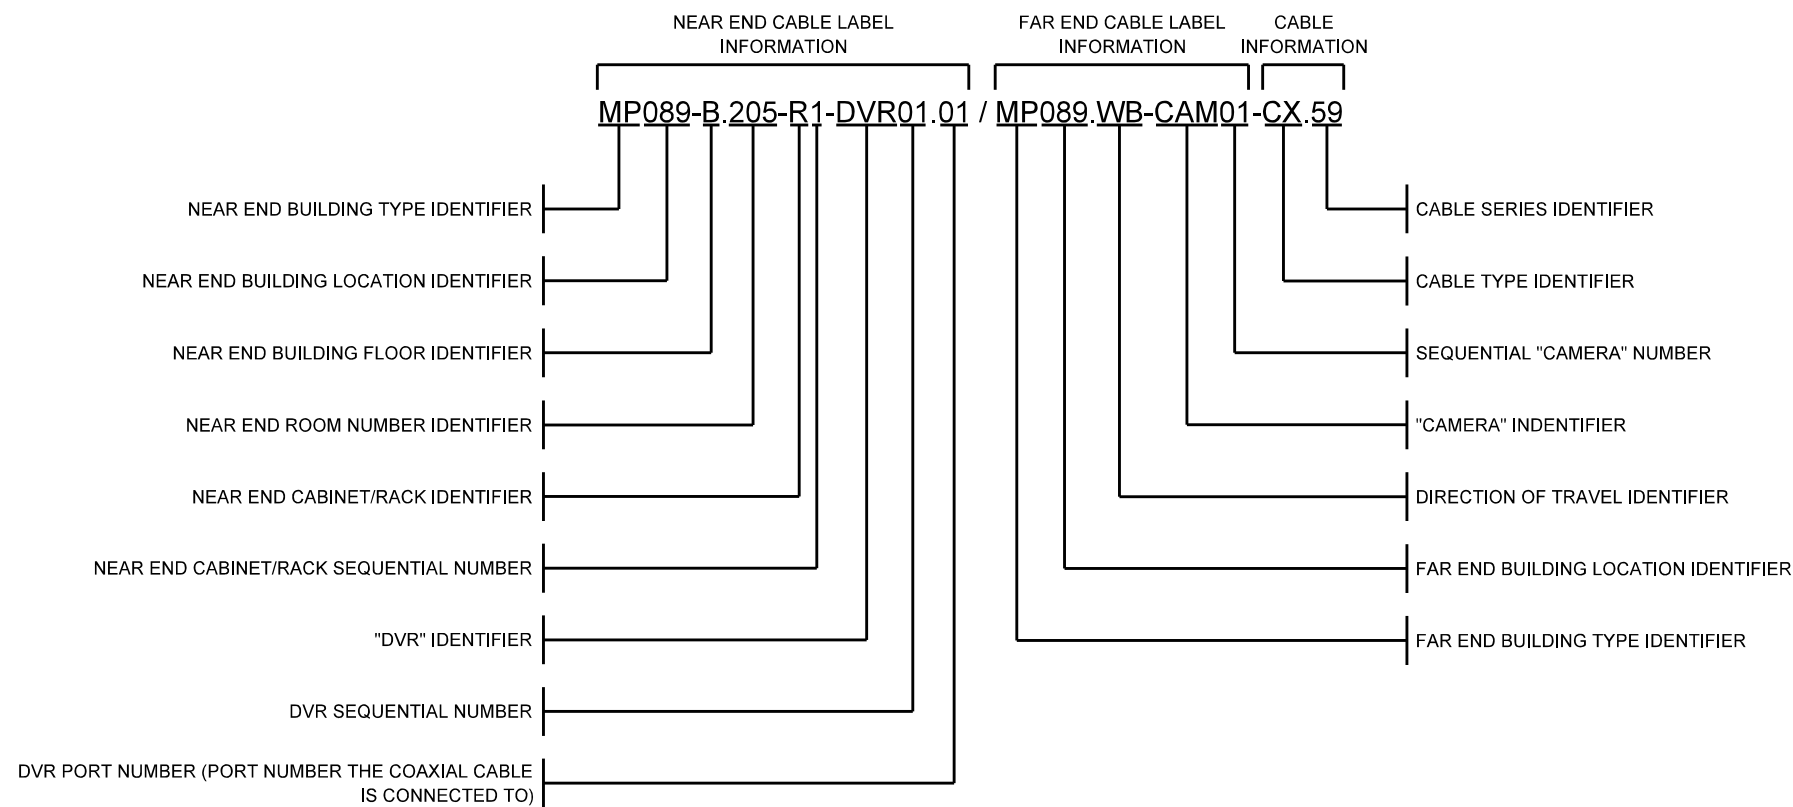 NEAR END CABLE LABEL
INFORMATION
FAR END CABLE LABEL
INFORMATION
CABLE
INFORMATION
MP089-B.205-R1-DVR01.01 / MP089.WB-CAM01-CX.59
NEAR END BUILDING TYPE IDENTIFIER
NEAR END BUILDING LOCATION IDENTIFIER
NEAR END BUILDING FLOOR IDENTIFIER
NEAR END ROOM NUMBER IDENTIFIER
NEAR END CABINET/RACK IDENTIFIER
NEAR END CABINET/RACK SEQUENTIAL NUMBER
"DVR" IDENTIFIER
DVR SEQUENTIAL NUMBER
DVR PORT NUMBER (PORT NUMBER THE COAXIAL CABLE
IS CONNECTED TO)
CABLE SERIES IDENTIFIER
CABLE TYPE IDENTIFIER
SEQUENTIAL "CAMERA" NUMBER
"CAMERA" INDENTIFIER
DIRECTION OF TRAVEL IDENTIFIER
FAR END BUILDING LOCATION IDENTIFIER
FAR END BUILDING TYPE IDENTIFIER